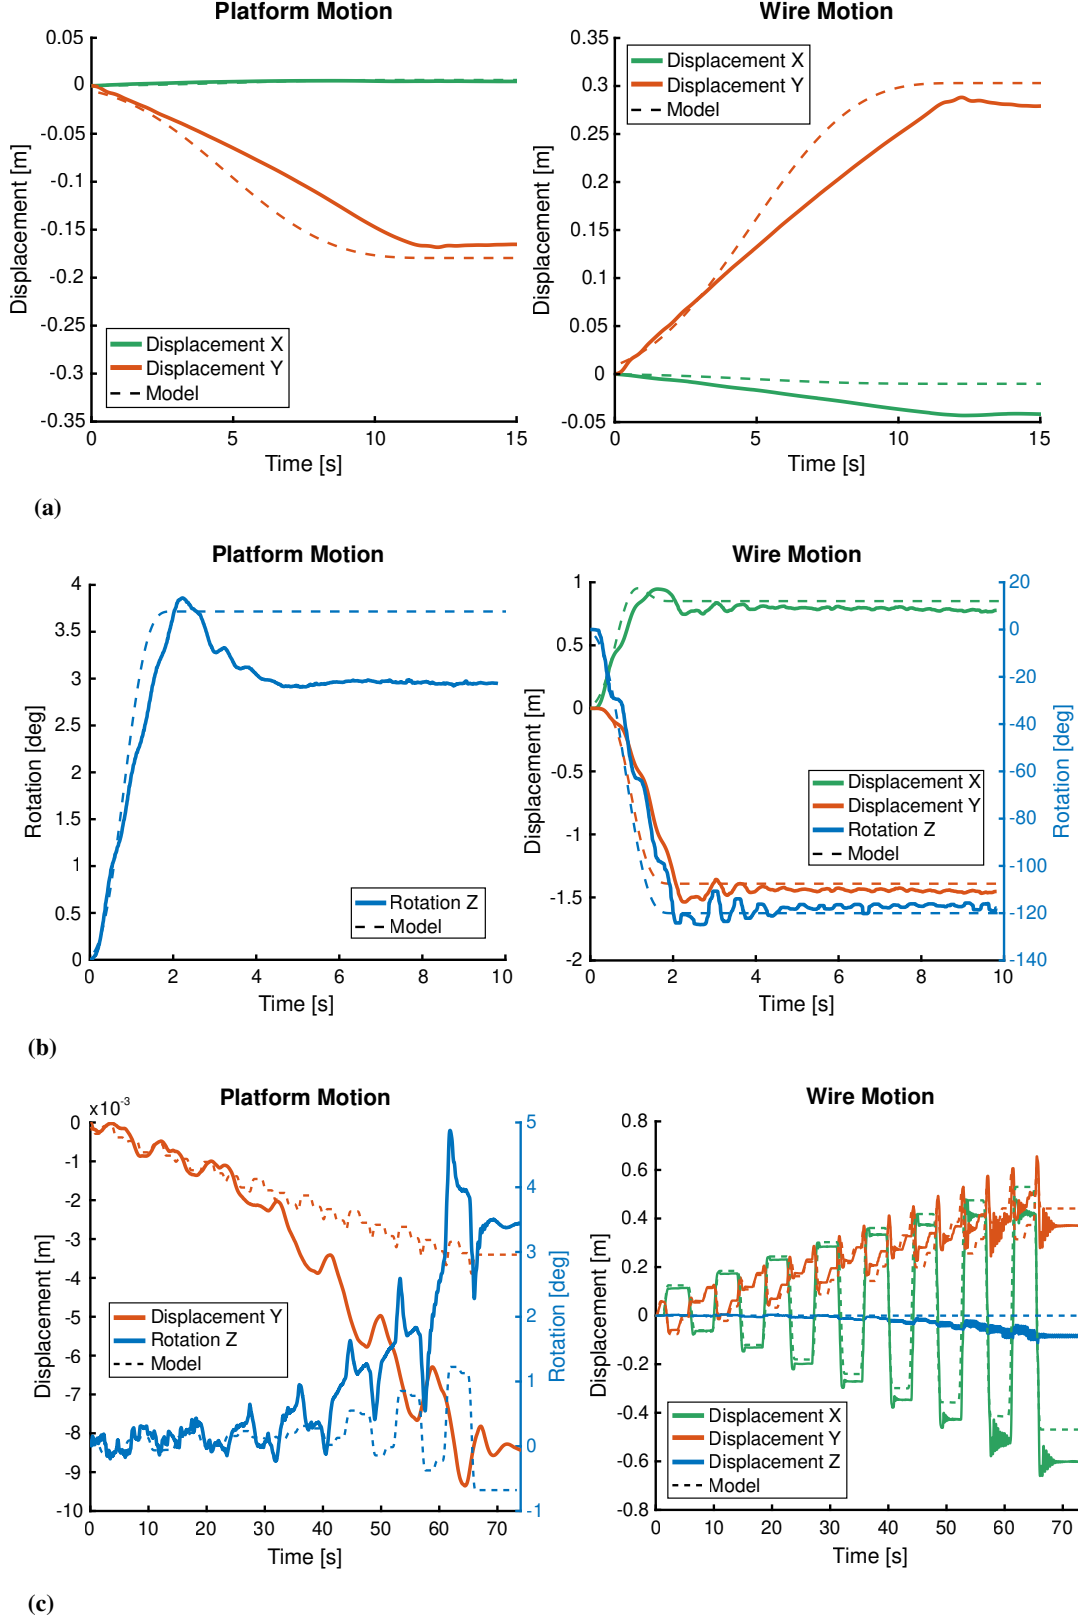 Platform Motion
0.05
0
-0.05
-0.1
-0.15
-0.2
-0.25
-0.3
-0.35
Displacement [m]
Displacement X
Displacement Y
Model
0 5 10 15
Time [s]
Wire Motion
0.35
0.3
0.25
0.2
0.15
0.1
0.05
0
-0.05
Displacement [m]
Displacement X
Displacement Y
Model
0 5 10 15
Time [s]
(a)
Platform Motion
4
3.5
3
2.5
2
1.5
1
0.5
0
Rotation [deg]
Rotation Z
Model
0 2 4 6 8 10
Time [s]
Wire Motion
1
0.5
0
-0.5
-1
-1.5
-2
Displacement [m]
20
0
-20
-40
-60
-80
-100
-120
-140
Rotation [deg]
Displacement X
Displacement Y
Rotation Z
Model
0 2 4 6 8 10
Time [s]
(b)
Platform Motion
x10-3
0
-1
-2
-3
-4
-5
-6
-7
-8
-9
-10
Displacement [m]
5
4
3
2
1
0
-1
Rotation [deg]
Displacement Y
Rotation Z
Model
0 10 20 30 40 50 60 70
Time [s]
Wire Motion
0.8
0.6
0.4
0.2
0
-0.2
-0.4
-0.6
-0.8
Displacement [m]
Displacement X
Displacement Y
Displacement Z
Model
0 10 20 30 40 50 60 70
Time [s]
(c)